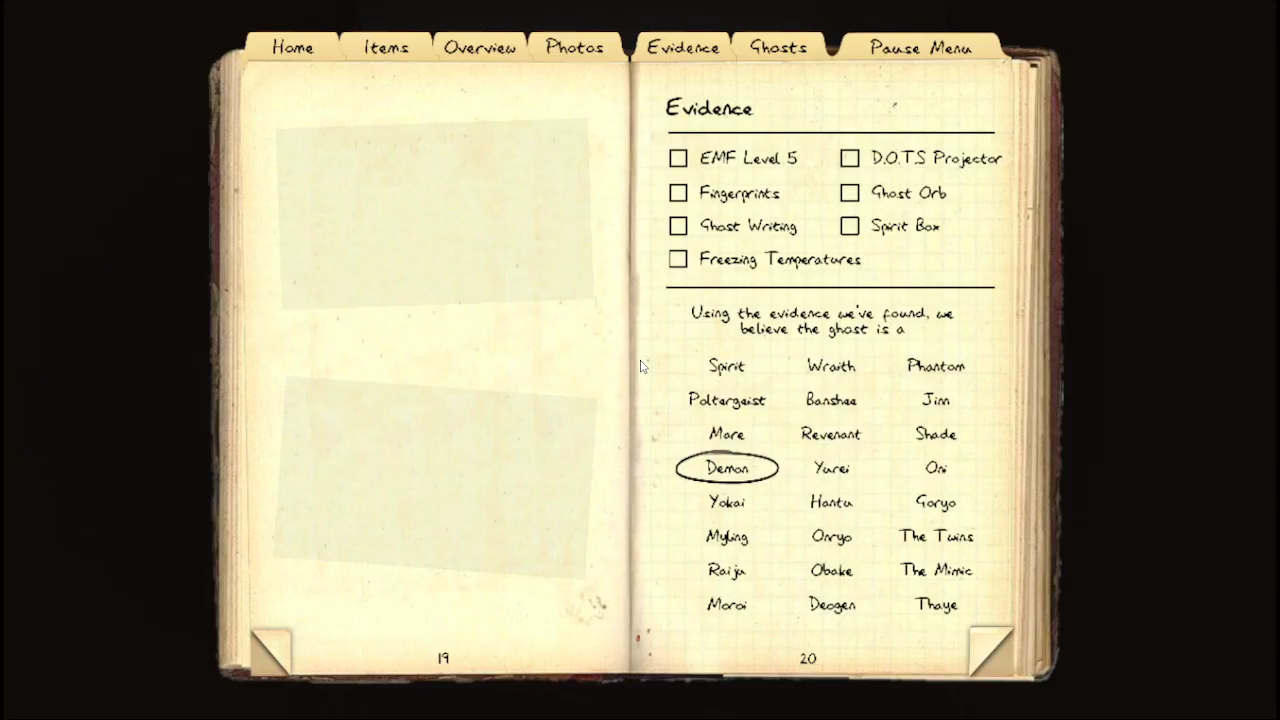 Home Items Overview Photos Evidence Ghosts Pause Menu
Evidence
EMF Level 5 D.O.T.S Projector
Fingerprints Ghost Orb
Ghost Writing Spirit Box
Freezing Temperatures
Using the evidence we've found, we
believe the ghost is a
Spirit Wraith Phantom
Poltergeist Banshee Jinn
Mare Revenant Shade
Demon Yurei Oni
Yokai Hantu Goryo
Myling Onryo The Twins
Raiju Obake The Mimic
Moroi Deogen Thaye
19 20